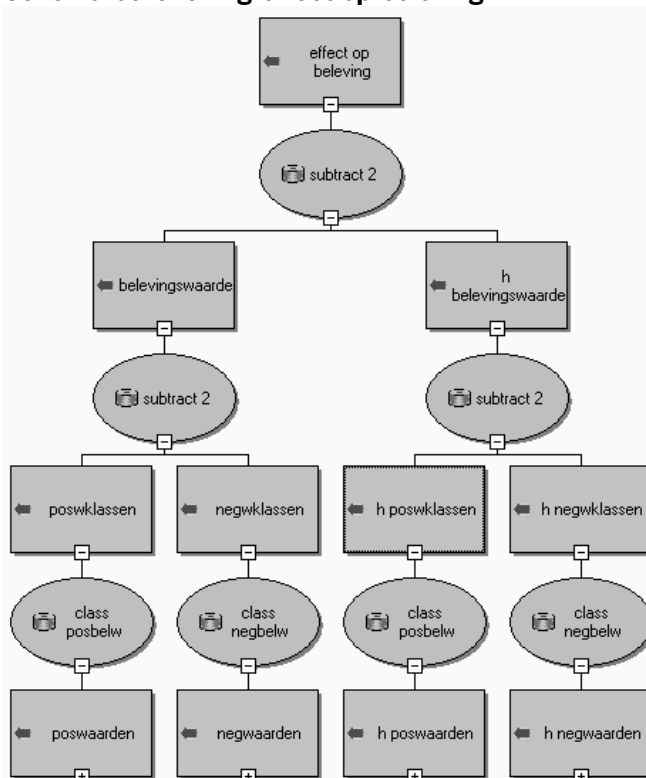 effect op
beleving
subtract 2
belevingswaarde
h
belevingswaarde
subtract 2
subtract 2
poswklassen
negwklassen
h poswklassen
h negwklassen
class
posbelw
class
negbelw
class
posbelw
class
negbelw
poswaarden
negwaarden
h poswaarden
h negwaarden